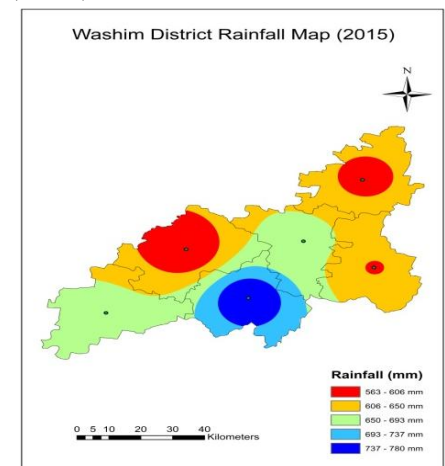 Washim District Rainfall Map (2015)
N
Rainfall (mm)
563 - 606 mm
606 - 650 mm
650 - 693 mm
693 - 737 mm
737 - 780 mm
0 5 10 20 30 40
Kilometers